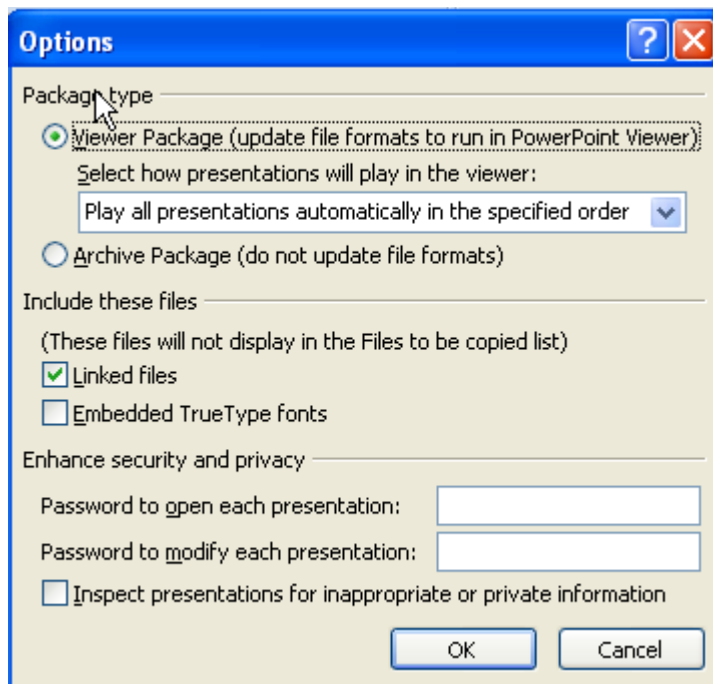 Options
Package type
Viewer Package (update file formats to run in PowerPoint Viewer)
Select how presentations will play in the viewer:
Play all presentations automatically in the specified order
Archive Package (do not update file formats)
Include these files
(These files will not display in the Files to be copied list)
Linked files
Embedded TrueType fonts
Enhance security and privacy
Password to open each presentation:
Password to modify each presentation:
Inspect presentations for inappropriate or private information
OK Cancel